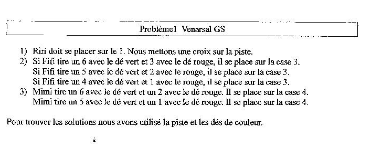 Problème1 Venarsal GS
1) Riri doit se placer sur le 3. Nous mettons une croix sur la piste.
2) Si Fifi tire un 6 avec le dé vert et 3 avec le dé rouge, il se place sur la case 3.
Si Fifi tire un 5 avec le dé vert et 2 avec le rouge, il se place sur la case 3.
Si Fifi tire un 4 avec le dé vert et 1 avec le rouge, il se place sur la case 3.
3) Mimi tire un 6 avec le dé vert et un 2 avec le dé rouge. Il se place sur la case 4.
Mimi tire un 5 avec le dé vert et un 1 avec le dé rouge. Il se place sur la case 4.
Pour trouver les solutions nous avons utilisé la piste et les dés de couleur.